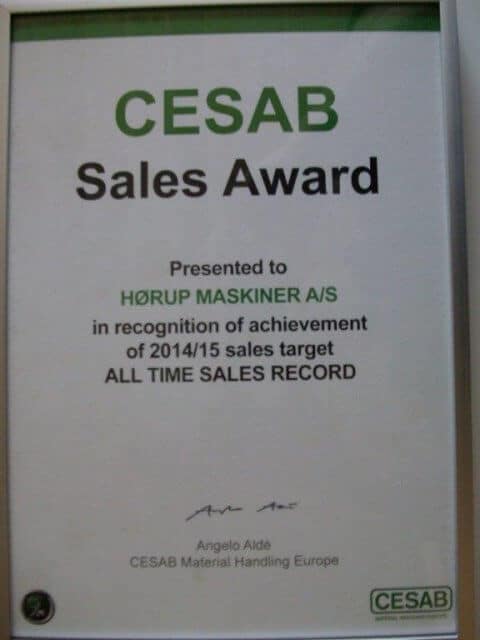 CESAB
Sales Award
Presented to
HØRUP MASKINER A/S
in recognition of achievement
of 2014/15 sales target
ALL TIME SALES RECORD
Angelo Aldè
CESAB Material Handling Europe
CESAB